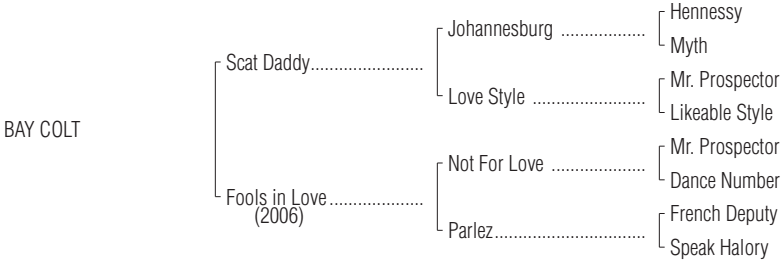 Hennessy
Johannesburg ......................
Myth
Scat Daddy.......................
Mr. Prospector
Love Style .......................
Likeable Style
BAY COLT
Mr. Prospector
Not For Love ...................
Dance Number
Fools in Love...................
(2006)
French Deputy
Parlez..............................
Speak Halory